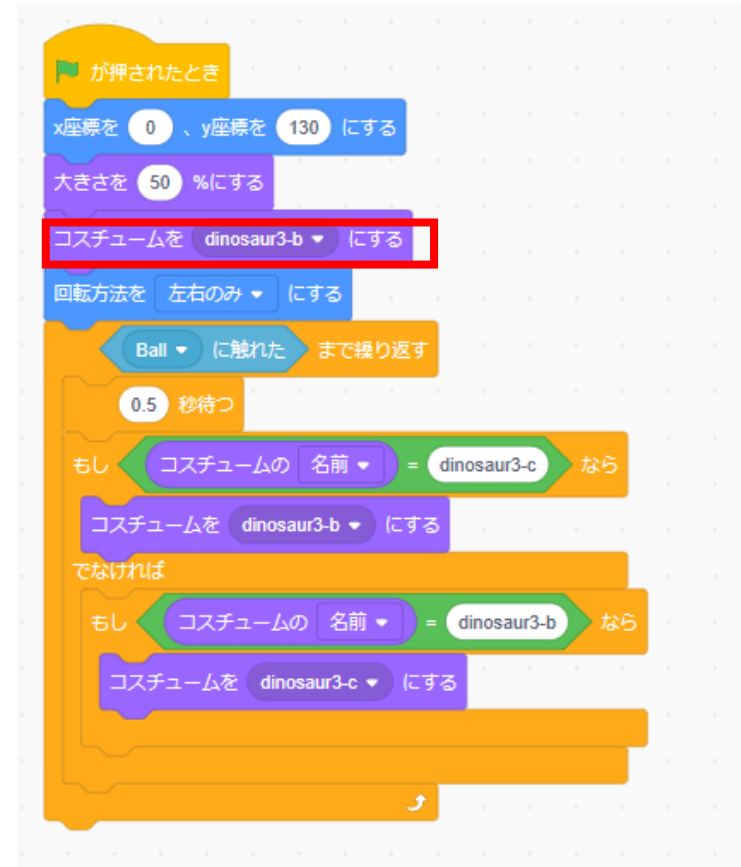 が押されたとき
x座標を 0 、y座標を 130 にする
大きさを 50 %にする
コスチュームを dinosaur3-b にする
回転方法を 左右のみ にする
Ball に触れた まで繰り返す
0.5 秒待つ
もし コスチュームの 名前 = dinosaur3-c なら
コスチュームを dinosaur3-b にする
でなければ
もし コスチュームの 名前 = dinosaur3-b なら
コスチュームを dinosaur3-c にする